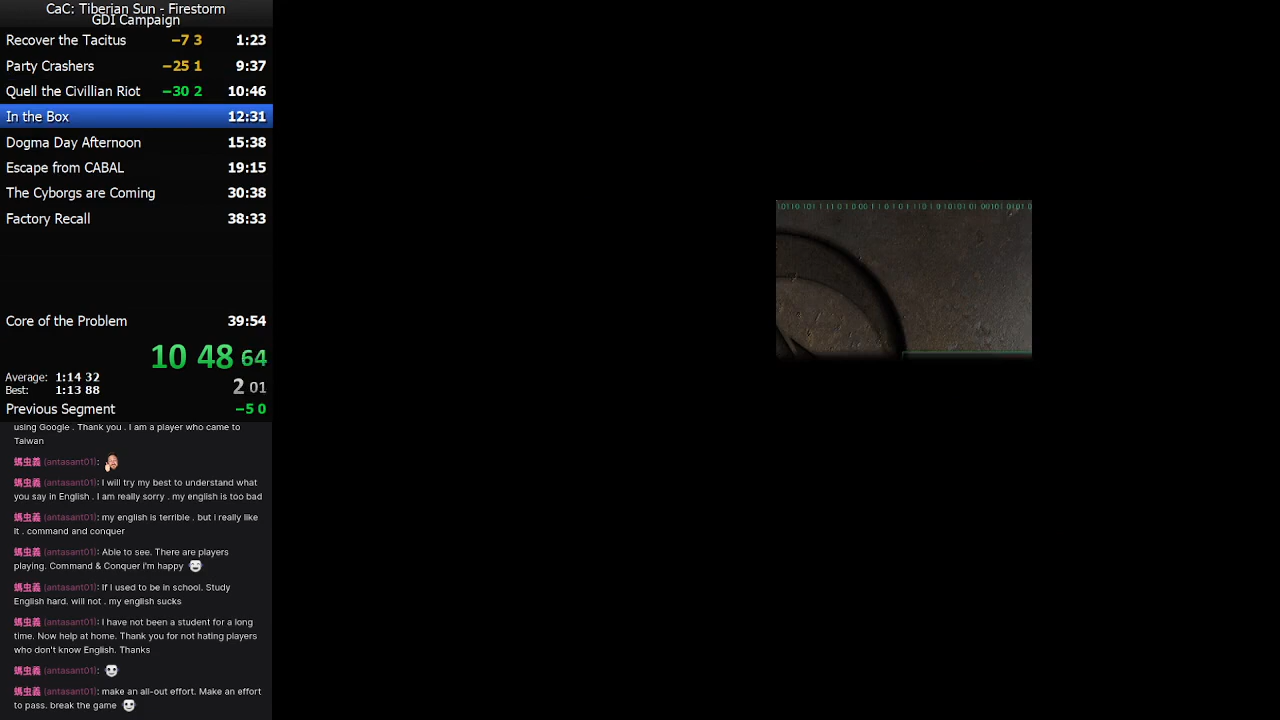 CaC: Tiberian Sun - Firestorm
GDI Campaign
Recover the Tacitus −7 3 1:23
Party Crashers −25 1 9:37
Quell the Civillian Riot −30 2 10:46
In the Box 12:31
Dogma Day Afternoon 15:38
Escape from CABAL 19:15
The Cyborgs are Coming 30:38
Factory Recall 38:33
Core of the Problem 39:54
10 48 64
Average: 1:14 32
Best: 1:13 88
2 01
Previous Segment −5 0
using Google . Thank you . I am a player who came to
Taiwan
螞虫義 (antasant01):
螞虫義 (antasant01): I will try my best to understand what
you say in English . I am really sorry . my english is too bad
螞虫義 (antasant01): my english is terrible . but i really like
it . command and conquer
螞虫義 (antasant01): Able to see. There are players
playing. Command & Conquer i'm happy
螞虫義 (antasant01): If I used to be in school. Study
English hard. will not . my english sucks
螞虫義 (antasant01): I have not been a student for a long
time. Now help at home. Thank you for not hating players
who don't know English. Thanks
螞虫義 (antasant01):
螞虫義 (antasant01): make an all-out effort. Make an effort
to pass. break the game